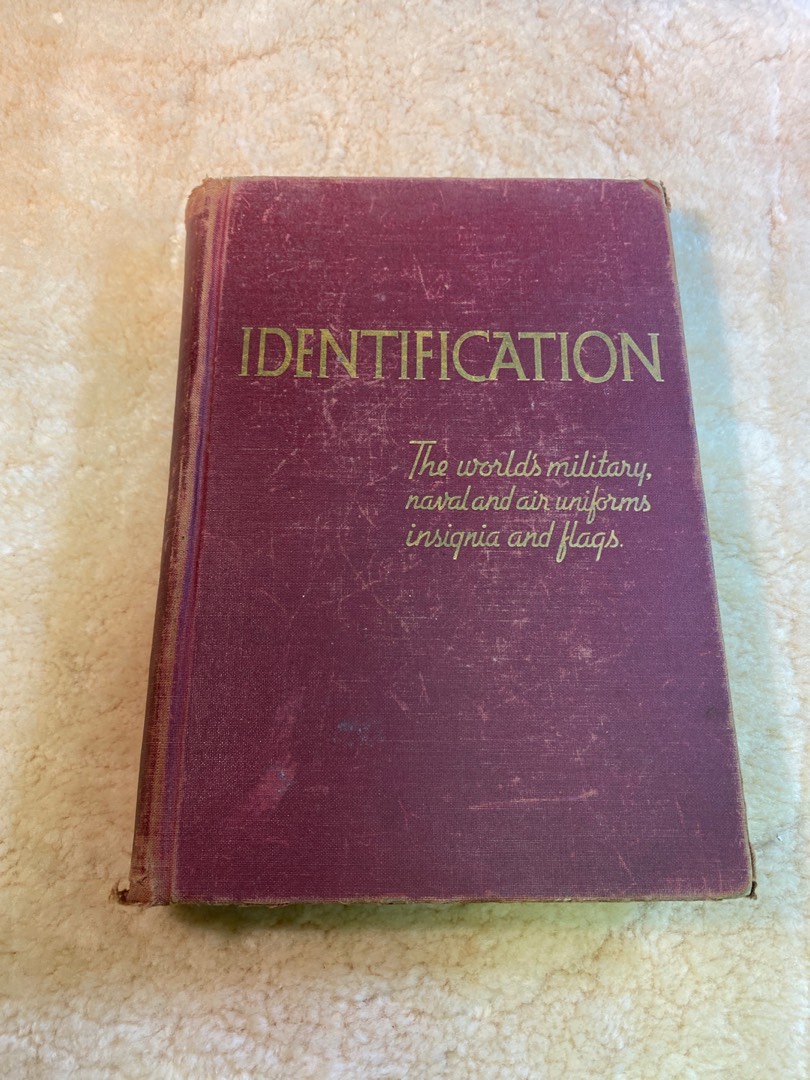 IDENTIFICATION
The world's military,
naval and air uniforms
insignia and flags.